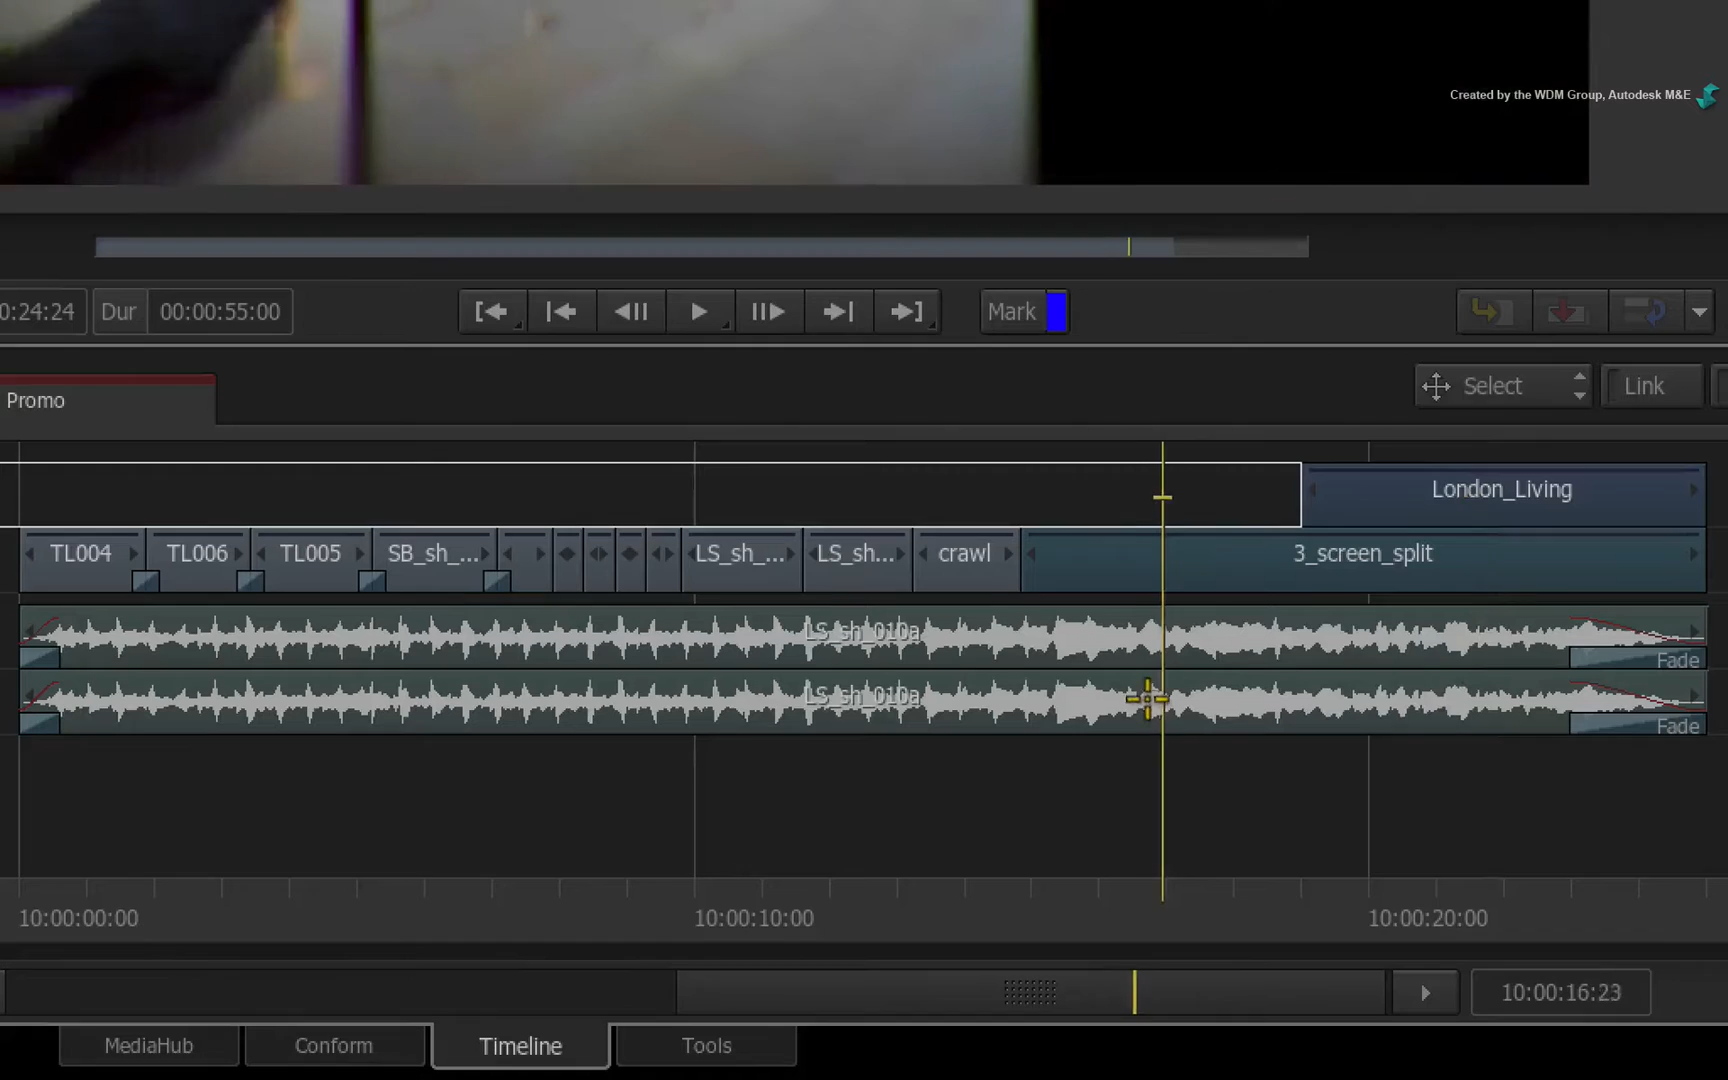 Created by the WDM Group, Autodesk M&E
0:24:24 Dur 00:00:55:00 Mark
Promo Select Link
London_Living
TL004 TL006 TL005 SB_sh_... LS_sh_... LS_sh... crawl 3_screen_split
LS_sh_010a
Fade
LS_sh_010a
Fade
10:00:00:00 10:00:10:00 10:00:20:00
10:00:16:23
MediaHub Conform Timeline Tools